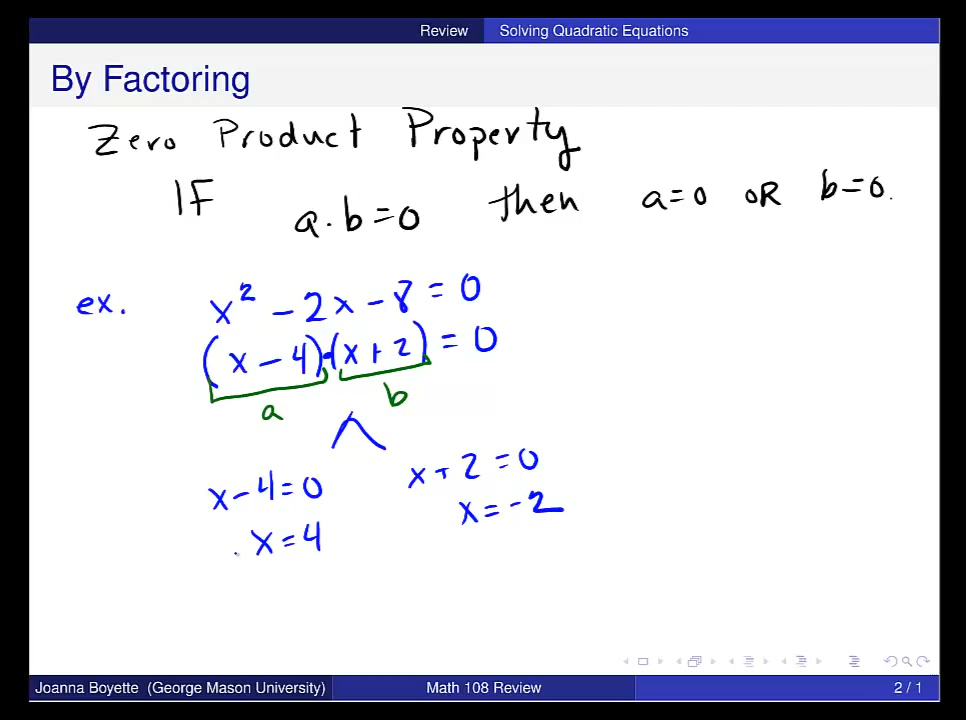 Review Solving Quadratic Equations
By Factoring
Zero Product Property
IF a · b = 0 then a = 0 OR b = 0.
ex. x² - 2x - 8 = 0
(x - 4)·(x + 2) = 0
a b
x - 4 = 0 x + 2 = 0
x = 4 x = -2
Joanna Boyette (George Mason University) Math 108 Review 2 / 1